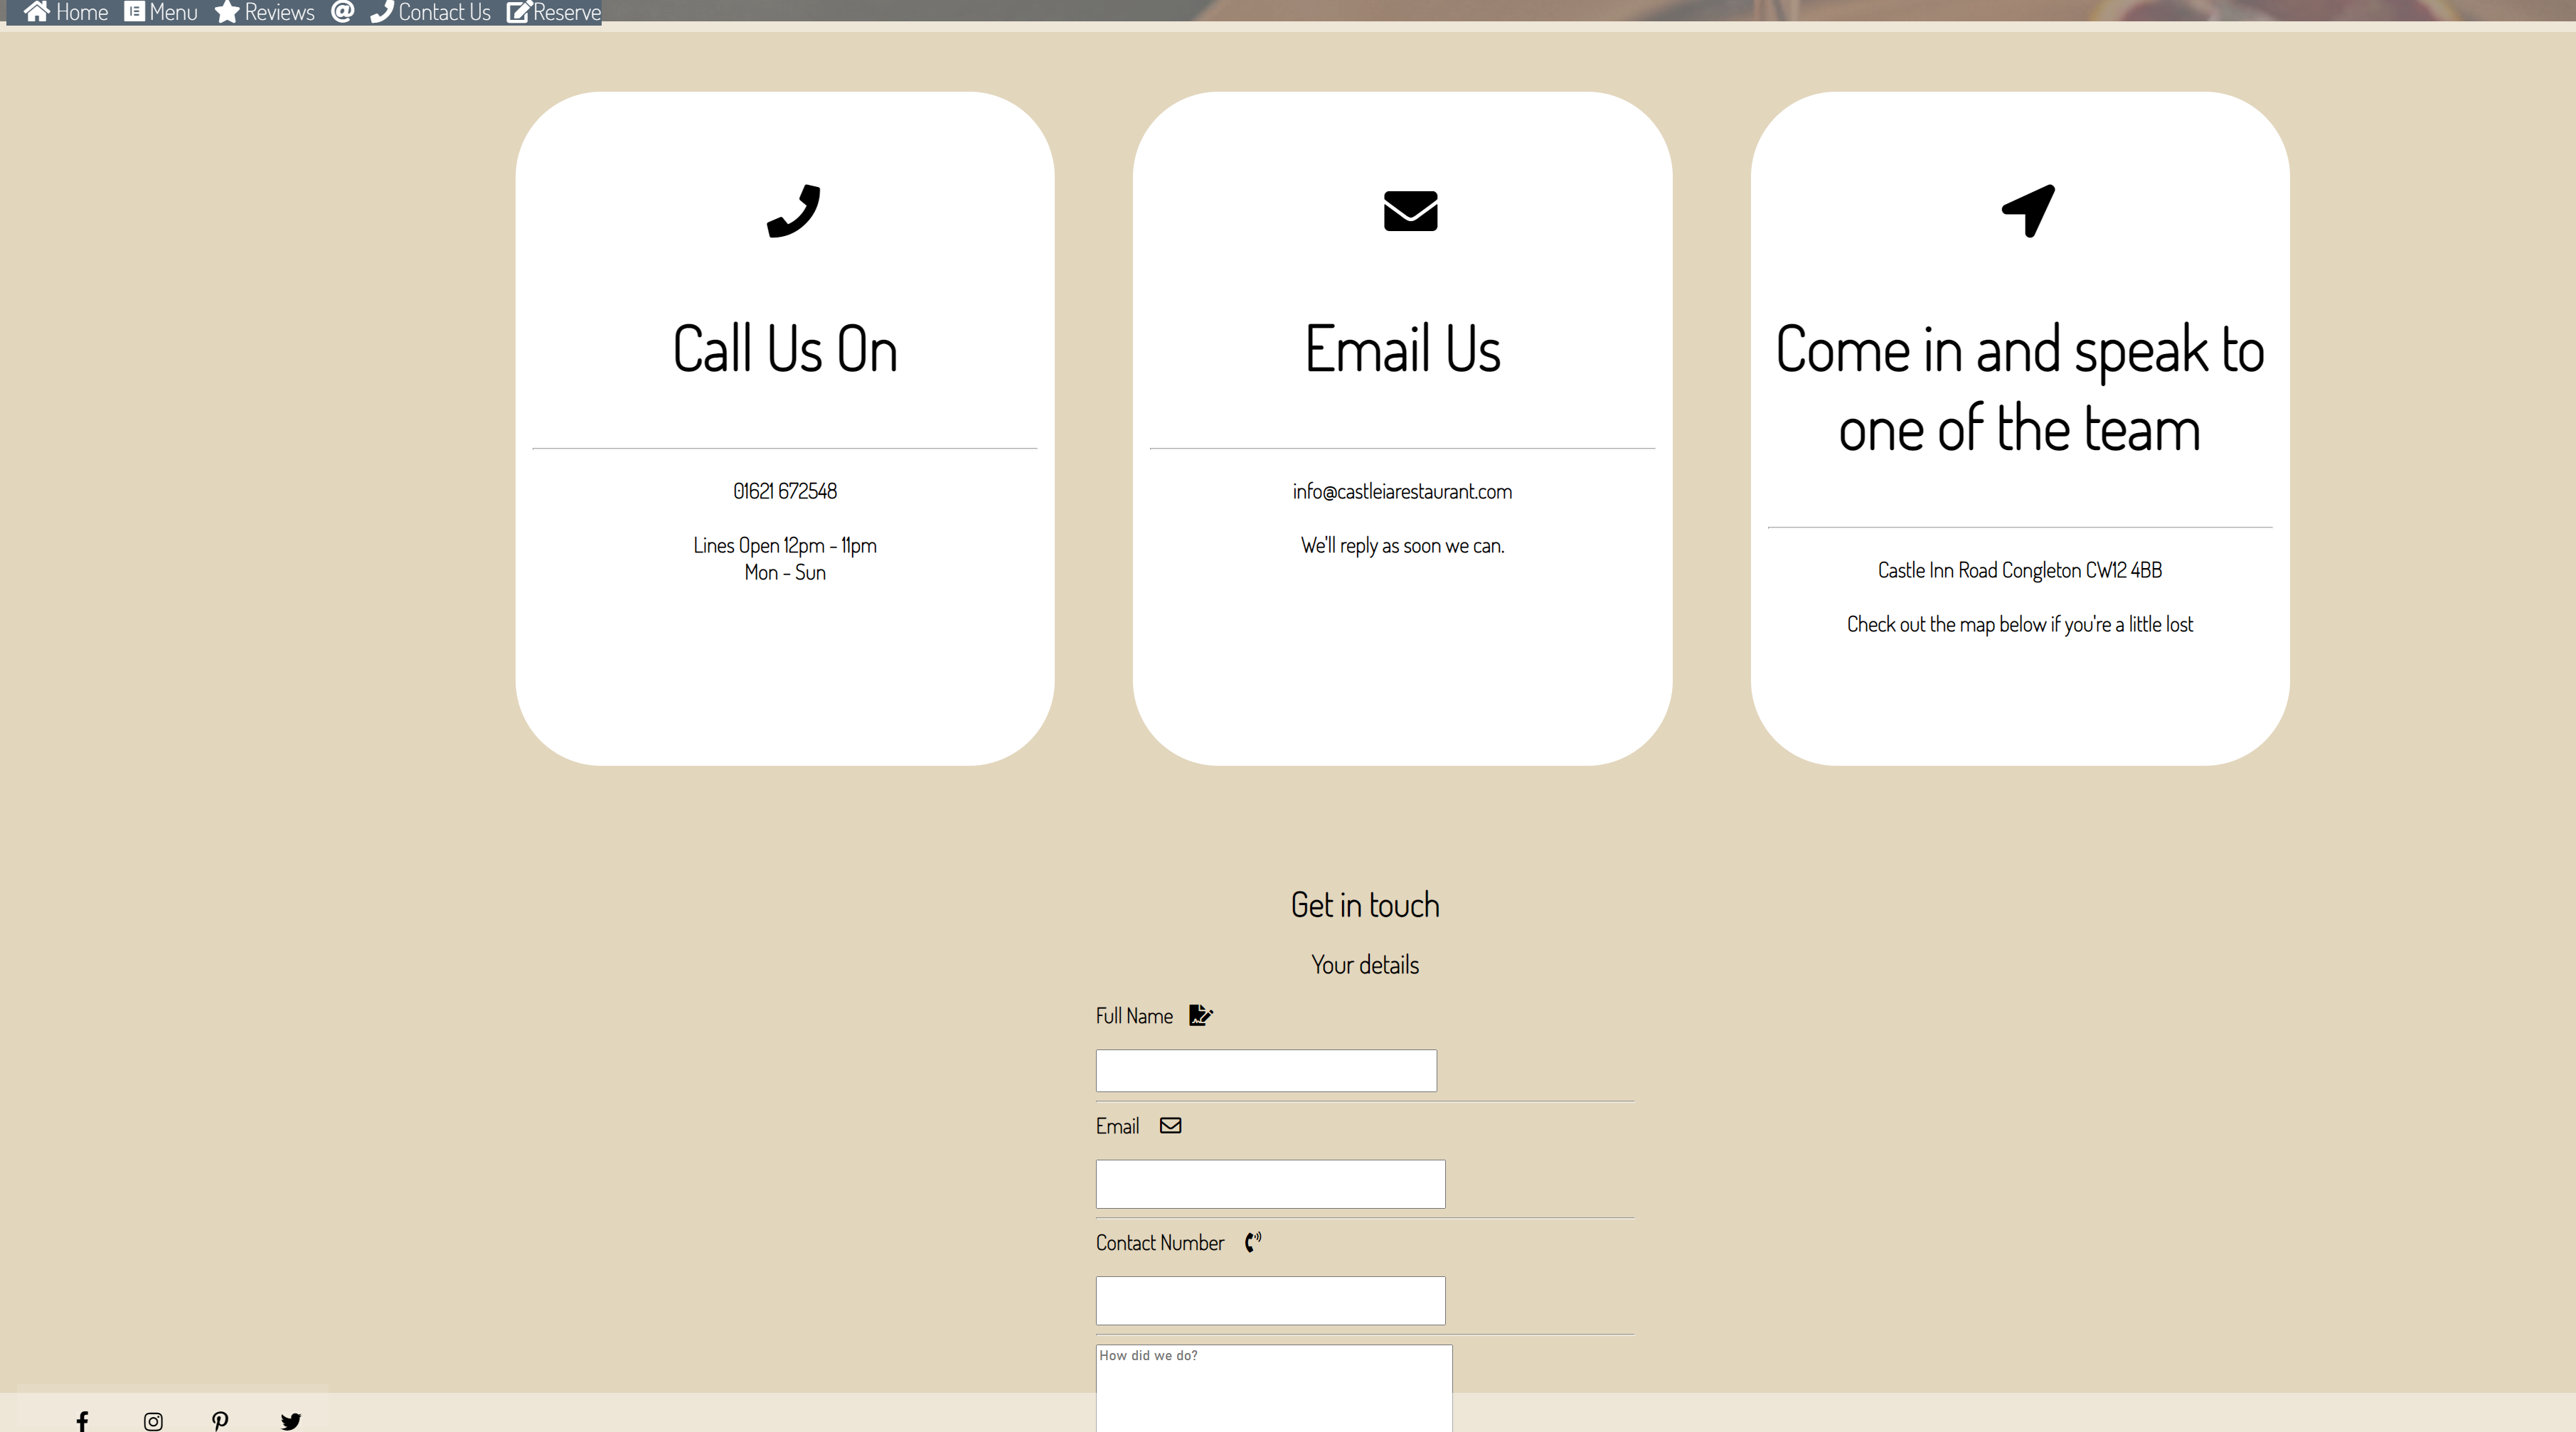 Home Menu Reviews @ Contact Us Reserve
Call Us On
01621 672548
Lines Open 12pm - 11pm
Mon - Sun
Email Us
info@castleiarestaurant.com
We'll reply as soon we can.
Come in and speak to
one of the team
Castle Inn Road Congleton CW12 4BB
Check out the map below if you're a little lost
Get in touch
Your details
Full Name
Email
Contact Number
How did we do?